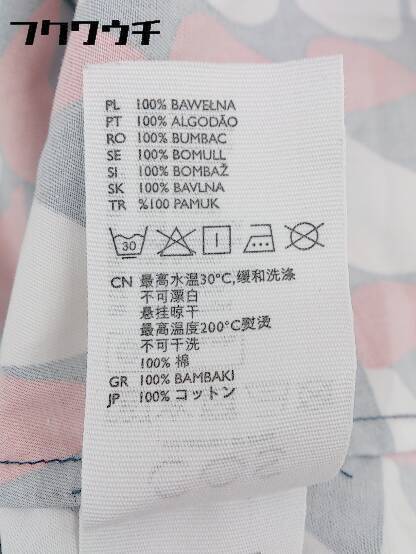 フクワウチ
PL 100% BAWEŁNA
PT 100% ALGODÃO
RO 100% BUMBAC
SE 100% BOMULL
SI 100% BOMBAŽ
SK 100% BAVLNA
TR %100 PAMUK
30
CN 最高水温30°C,缓和洗涤
不可漂白
悬挂晾干
最高温度200°C熨烫
不可干洗
100% 棉
GR 100% BAMBAKI
JP 100% コットン